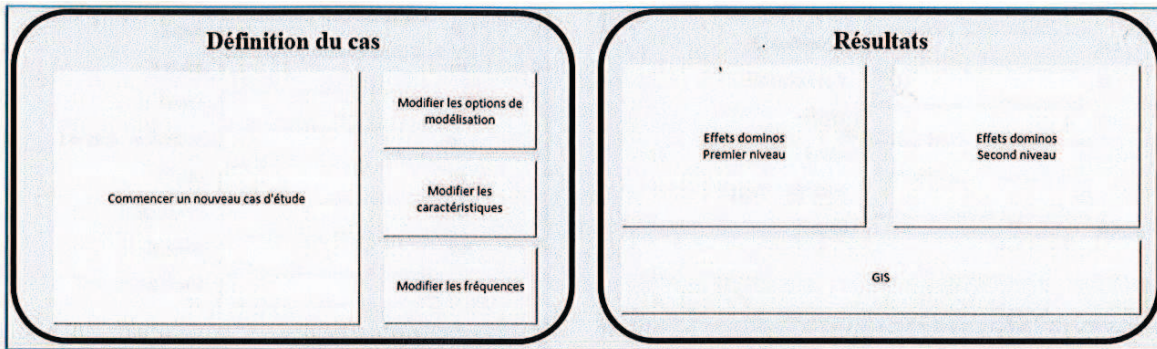 Définition du cas
Commencer un nouveau cas d'étude
Modifier les options de
modélisation
Modifier les
caractéristiques
Modifier les fréquences
Résultats
Effets dominos
Premier niveau
Effets dominos
Second niveau
GIS